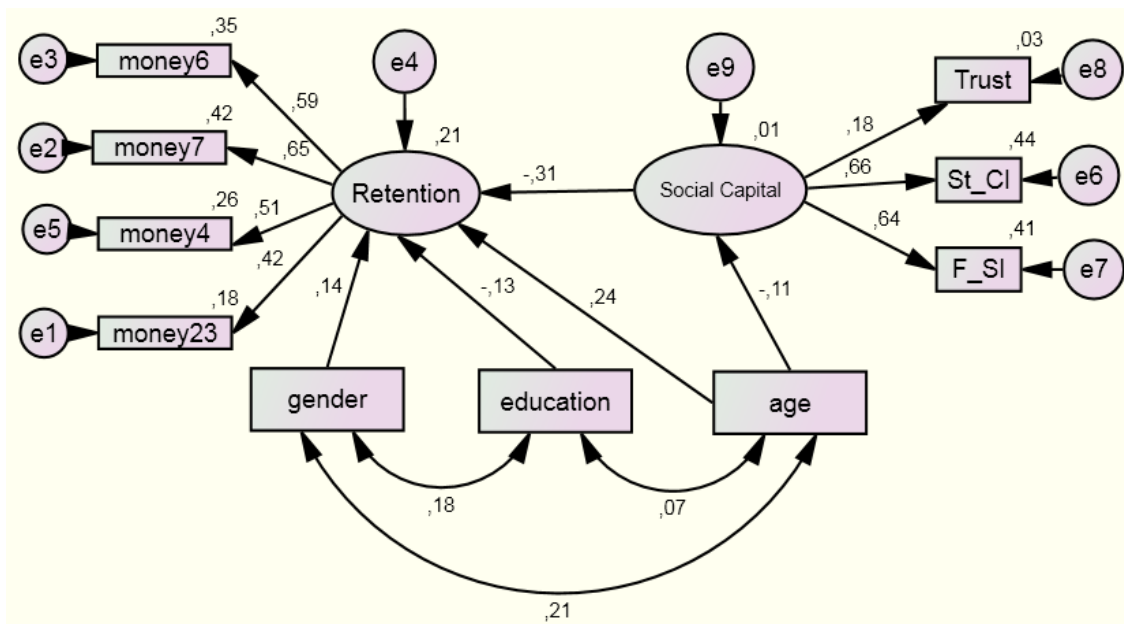 ,35
,03
e3
money6
e4
e9
Trust
e8
,59
,42
,21
,01
,18
,44
e2
money7
,65
Retention
-,31
Social Capital
,66
St_CI
e6
,26
,51
,64
,41
e5
money4
,42
F_SI
e7
,18
,14
-,13
,24
-,11
e1
money23
gender
education
age
,18
,07
,21